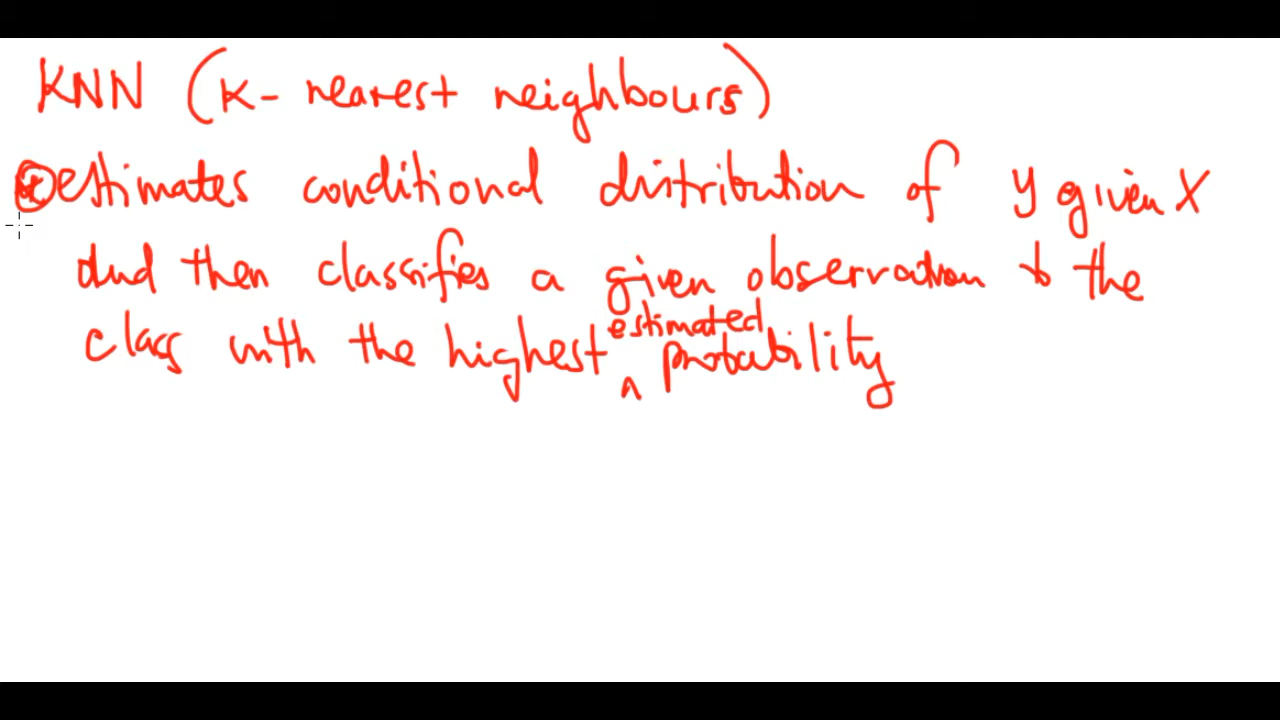 KNN (K- nearest neighbours)
estimates conditional distribution of y given X
and then classifies a given observation to the
class with the highest estimated probability